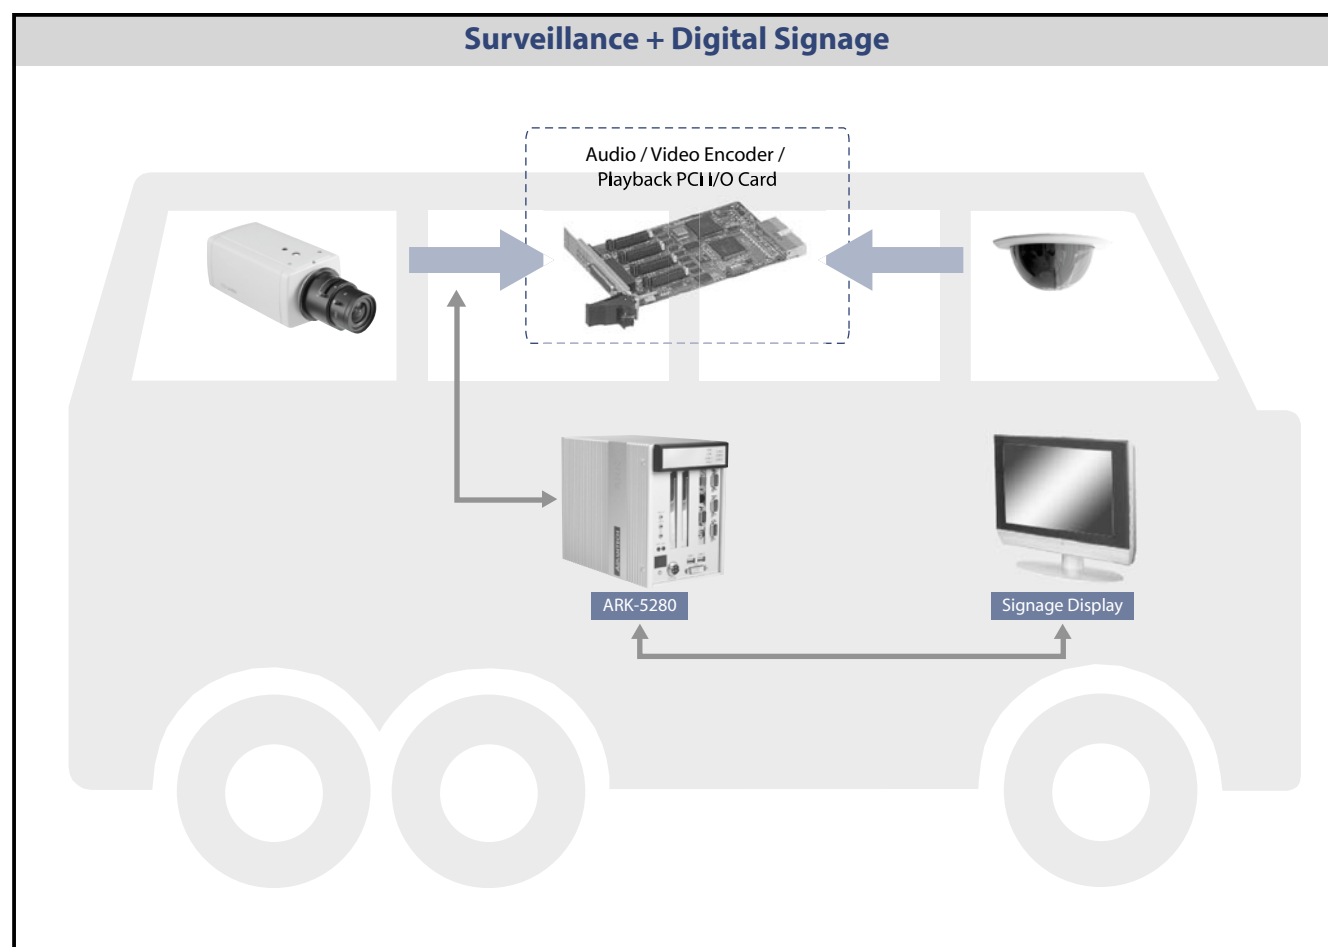 Surveillance + Digital Signage
Audio / Video Encoder /
Playback PCI I/O Card
ARK-5280
Signage Display